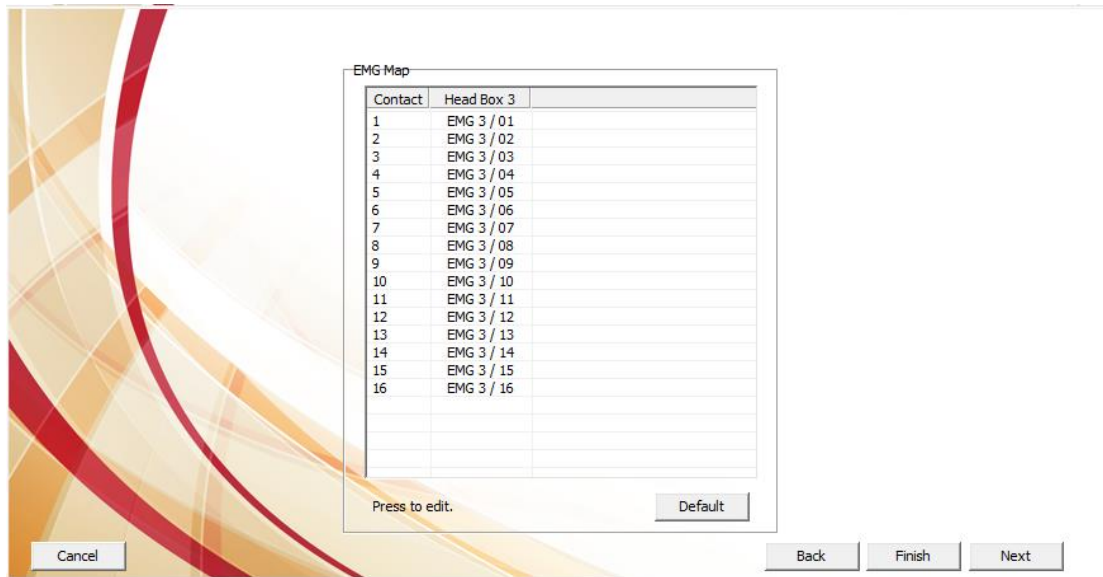 EMG Map
Contact Head Box 3
1 EMG 3 / 01
2 EMG 3 / 02
3 EMG 3 / 03
4 EMG 3 / 04
5 EMG 3 / 05
6 EMG 3 / 06
7 EMG 3 / 07
8 EMG 3 / 08
9 EMG 3 / 09
10 EMG 3 / 10
11 EMG 3 / 11
12 EMG 3 / 12
13 EMG 3 / 13
14 EMG 3 / 14
15 EMG 3 / 15
16 EMG 3 / 16
Press to edit. Default
Cancel Back Finish Next